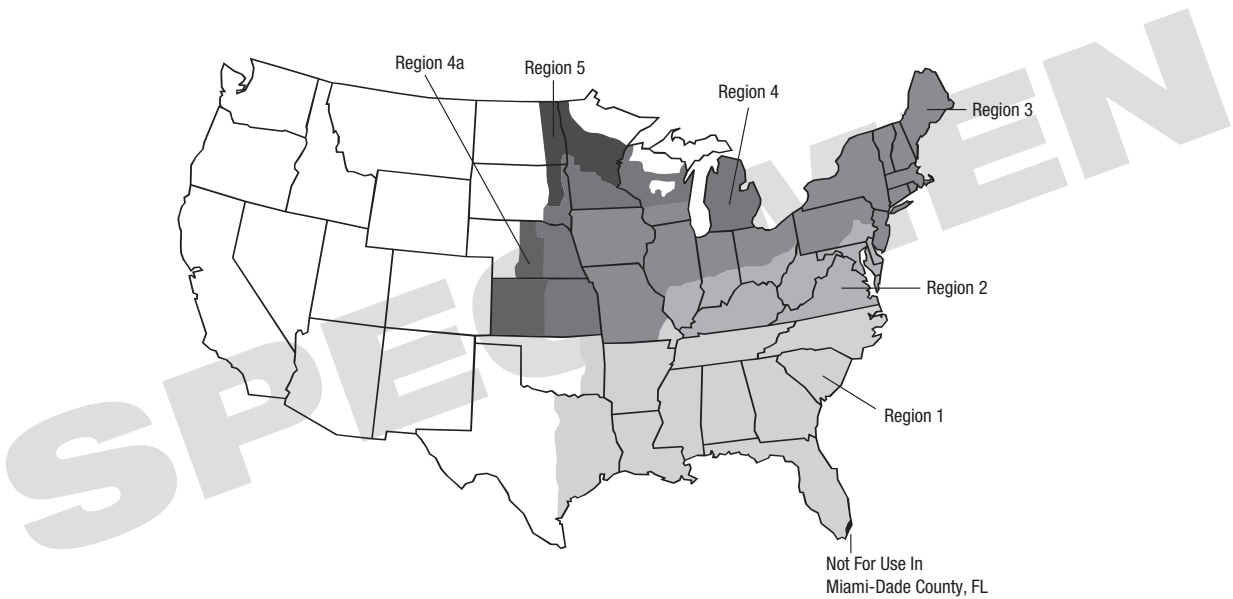 Region 4a
Region 5
Region 4
Region 3
Region 2
Region 1
Not For Use In
Miami-Dade County, FL
SPECIMEN